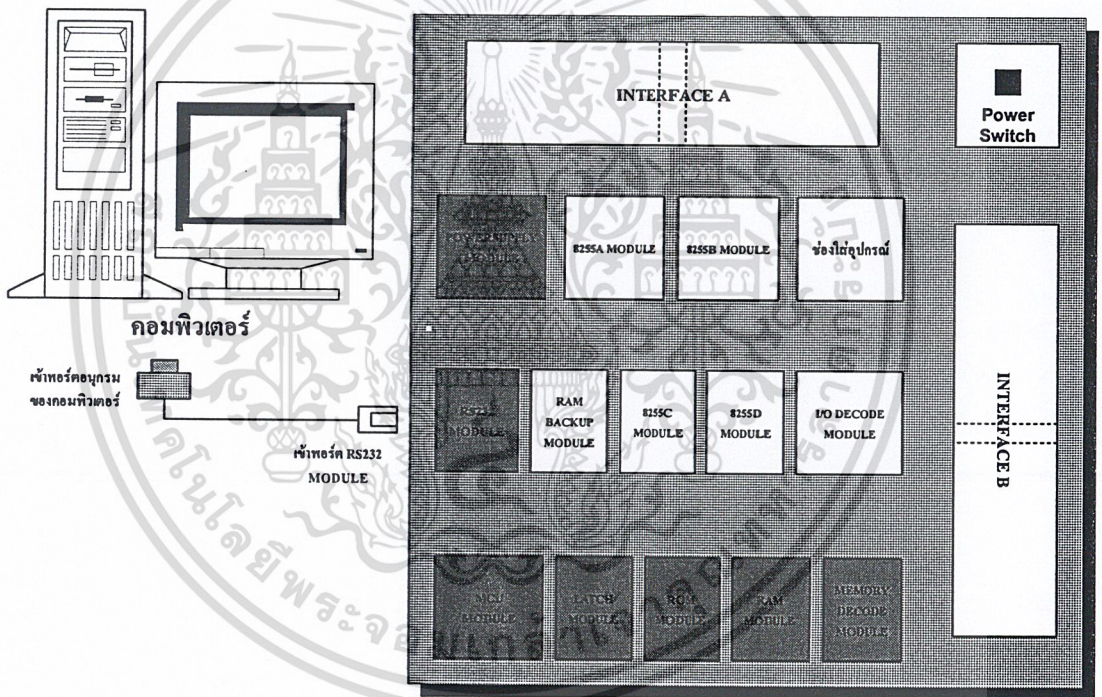 INTERFACE A
Power
Switch
POWER SUPPLY
MODULE
8255A MODULE
8255B MODULE
ช่องใส่อุปกรณ์
คอมพิวเตอร์
เข้าพอร์ตอนุกรม
ของคอมพิวเตอร์
เข้าพอร์ต RS232
MODULE
RS232
MODULE
RAM
BACKUP
MODULE
8255C
MODULE
8255D
MODULE
I/O DECODE
MODULE
INTERFACE B
MCU
MODULE
LATCH
MODULE
ROM
MODULE
RAM
MODULE
MEMORY
DECODE
MODULE